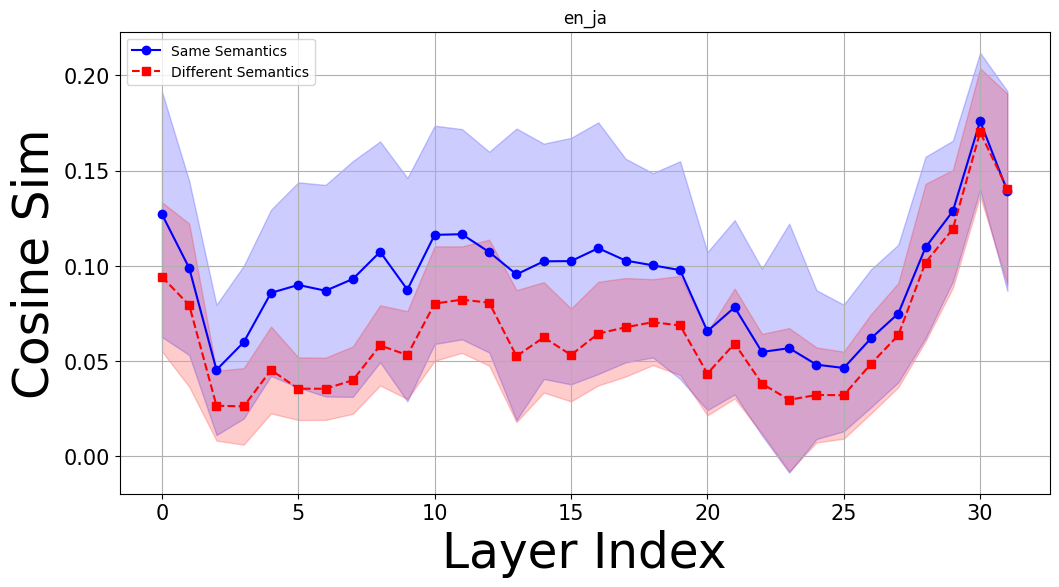 en_ja
Same Semantics
Different Semantics
Cosine Sim
0.20
0.15
0.10
0.05
0.00
0 5 10 15 20 25 30
Layer Index